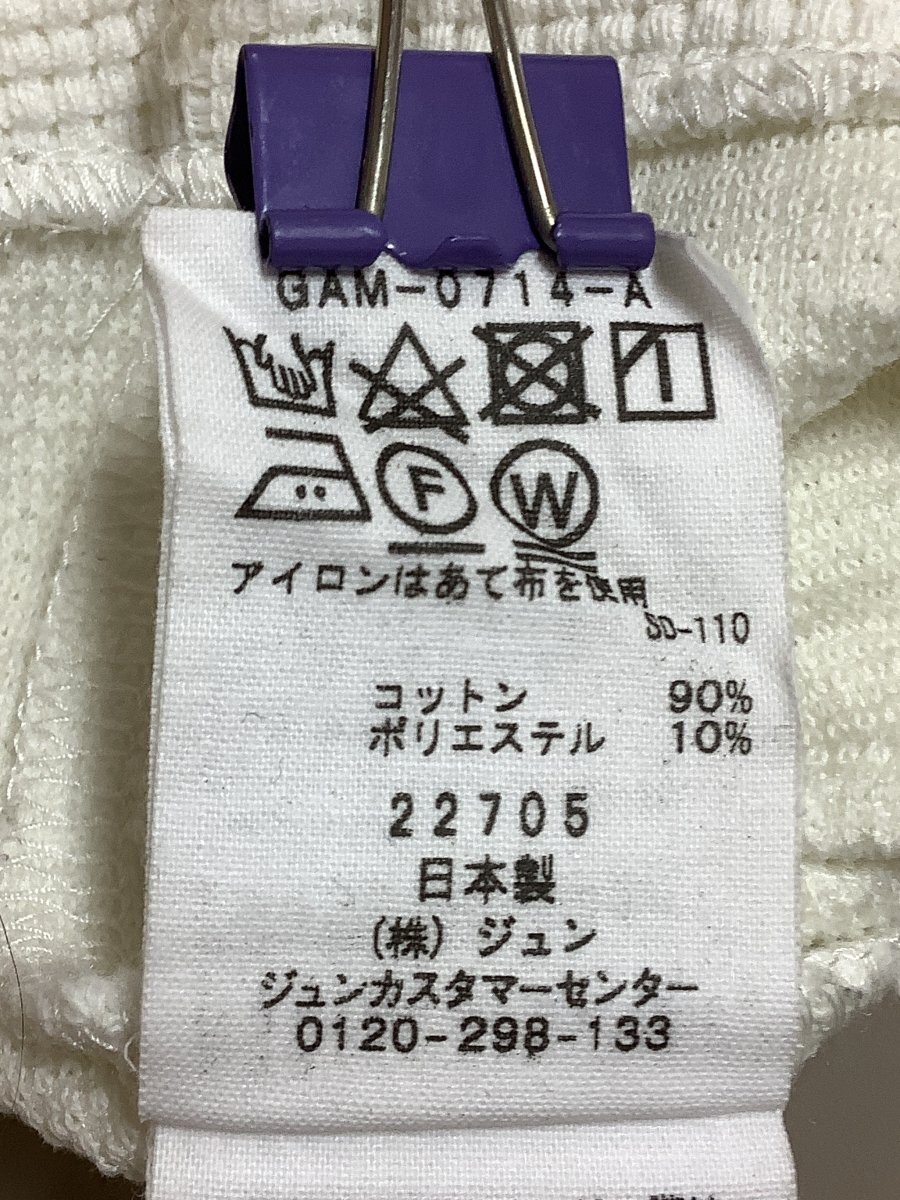 GAM-0714-A
F W
アイロンはあて布を使用
SD-110
コットン 90%
ポリエステル 10%
22705
日本製
(株) ジュン
ジュンカスタマーセンター
0120-298-133